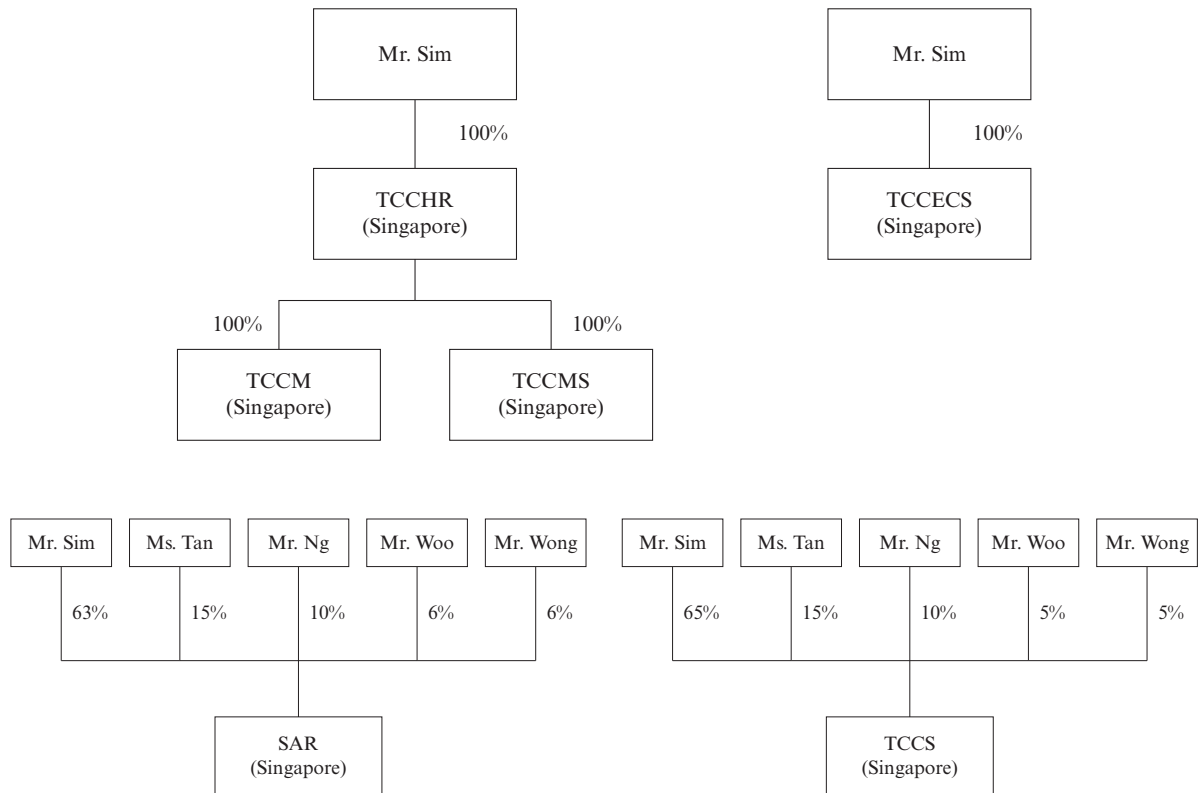 Mr. Sim
Mr. Sim
100%
100%
TCCHR
(Singapore)
TCCECS
(Singapore)
100%
100%
TCCM
(Singapore)
TCCMS
(Singapore)
Mr. Sim
Ms. Tan
Mr. Ng
Mr. Woo
Mr. Wong
Mr. Sim
Ms. Tan
Mr. Ng
Mr. Woo
Mr. Wong
63%
15%
10%
6%
6%
65%
15%
10%
5%
5%
SAR
(Singapore)
TCCS
(Singapore)